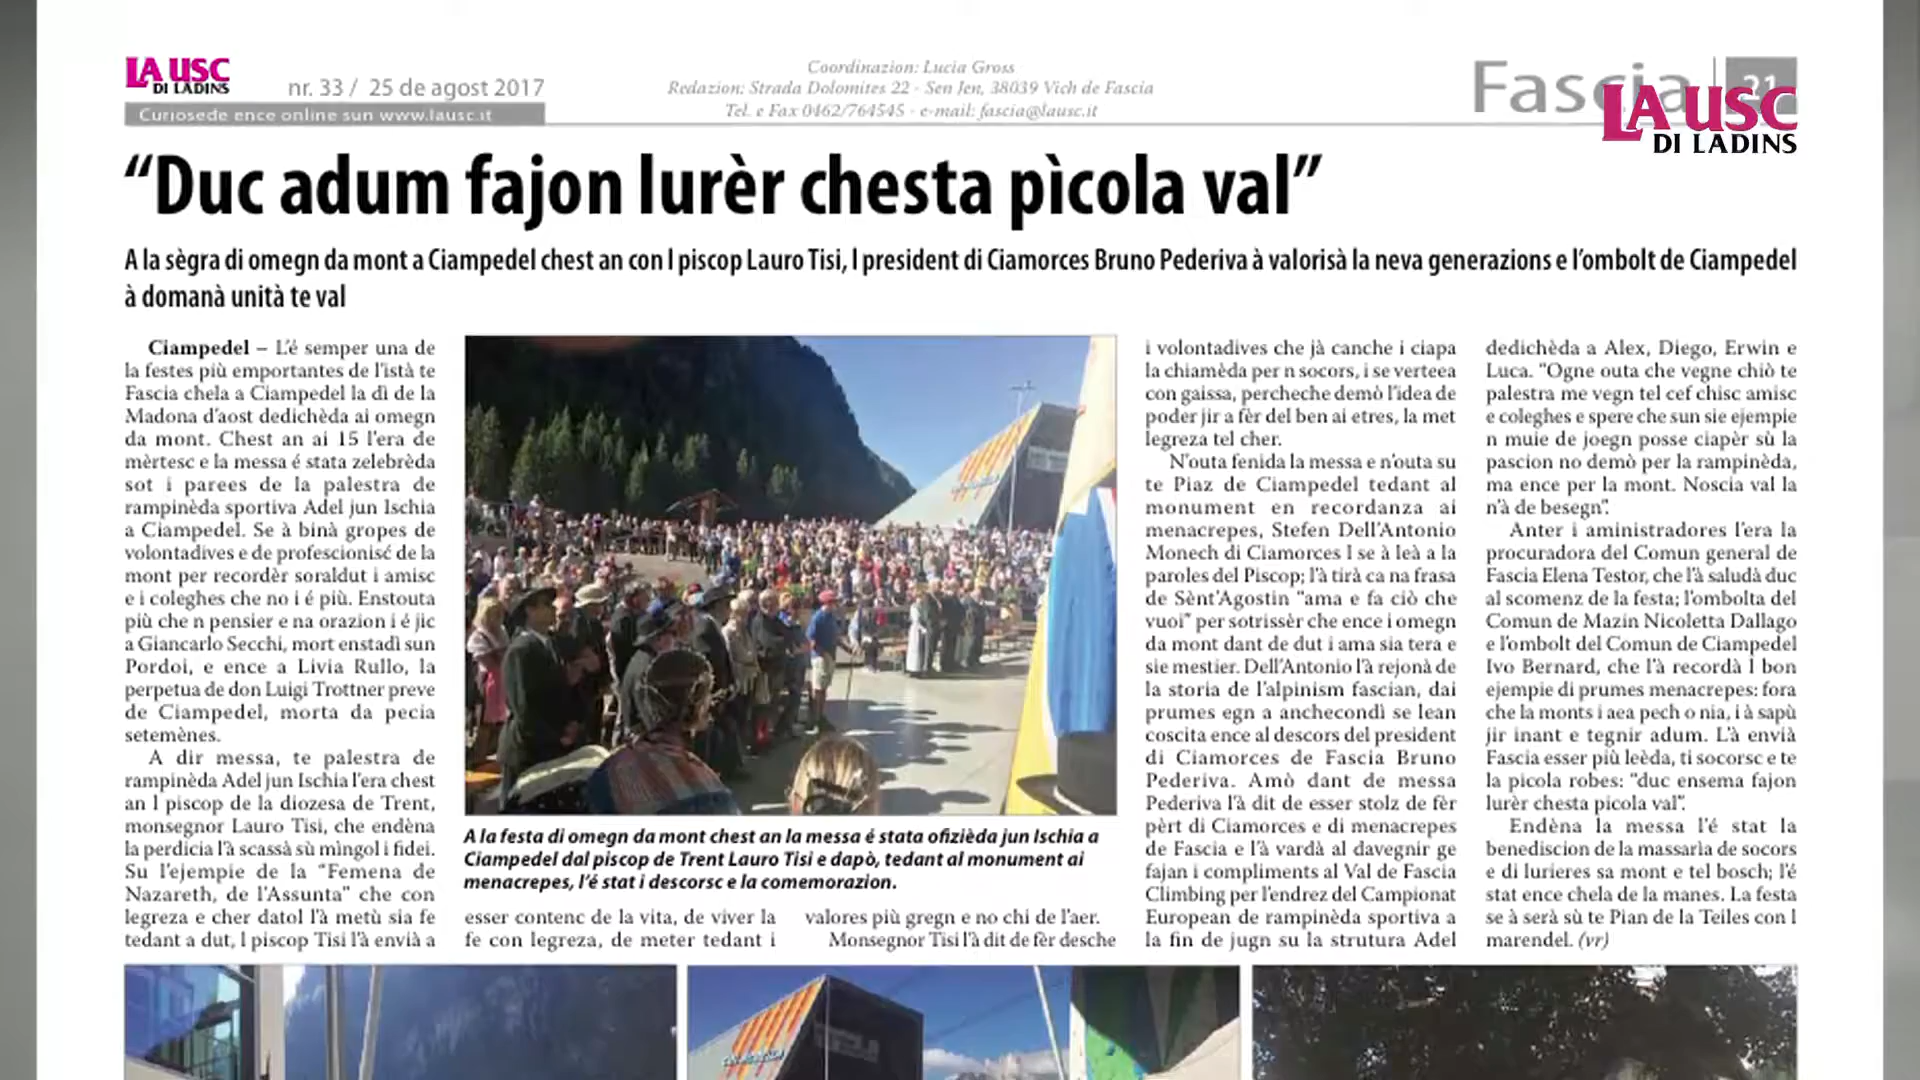 LA USC
DI LADINS
nr. 33 / 25 de agost 2017
Curiosede ence online sun www.lausc.it
Coordinazion: Lucia Gross
Redazion: Strada Dolomites 22 - Sen Jen, 38039 Vich de Fascia
Tel. e Fax 0462/764545 - e-mail: fascia@lausc.it
Fascia 21
LA USC
DI LADINS
“Duc adum fajon lurèr chesta pìcola val”
A la sègra di omegn da mont a Ciampedel chest an con l piscop Lauro Tisi, l president di Ciamorces Bruno Pederiva à valorisà la neva generazions e l’ombolt de Ciampedel
à domanà unità te val
Ciampedel – L’é semper una de
la festes più emportantes de l’istà te
Fascia chela a Ciampedel la dì de la
Madona d’aost dedichèda ai omegn
da mont. Chest an ai 15 l’era de
mèrtesc e la messa é stata zelebrèda
sot i parees de la palestra de
rampinèda sportiva Adel jun Ischia
a Ciampedel. Se à binà gropes de
volontadives e de profescionisć de la
mont per recordèr soraldut i amisc
e i coleghes che no i é più. Enstouta
più che n pensier e na orazion i é jic
a Giancarlo Secchi, mort enstadì sun
Pordoi, e ence a Livia Rullo, la
perpetua de don Luigi Trottner preve
de Ciampedel, morta da pecia
setemènes.
A dir messa, te palestra de
rampinèda Adel jun Ischia l’era chest
an l piscop de la diozesa de Trent,
monsegnor Lauro Tisi, che endèna
la perdicia l’à scassà sù mìngol i fidei.
Su l’ejempie de la “Femena de
Nazareth, de l’Assunta” che con
legreza e cher datol l’à metù sia fe
tedant a dut, l piscop Tisi l’à envià a
A la festa di omegn da mont chest an la messa é stata ofizièda jun Ischia a
Ciampedel dal piscop de Trent Lauro Tisi e dapò, tedant al monument ai
menacrepes, l’é stat i descorsc e la comemorazion.
esser contenc de la vita, de viver la
fe con legreza, de meter tedant i
valores più gregn e no chi de l’aer.
Monsegnor Tisi l’à dit de fèr desche
i volontadives che jà canche i ciapa
la chiamèda per n socors, i se verteea
con gaissa, percheche demò l’idea de
poder jir a fèr del ben ai etres, la met
legreza tel cher.
N’outa fenida la messa e n’outa su
te Piaz de Ciampedel tedant al
monument en recordanza ai
menacrepes, Stefen Dell’Antonio
Monech di Ciamorces l se à leà a la
paroles del Piscop; l’à tirà ca na frasa
de Sènt’Agostin “ama e fa ciò che
vuoi” per sotrissèr che ence i omegn
da mont dant de dut i ama sia tera e
sie mestier. Dell’Antonio l’à rejonà de
la storia de l’alpinism fascian, dai
prumes egn a anchecondì se lean
coscita ence al descors del president
di Ciamorces de Fascia Bruno
Pederiva. Amò dant de messa
Pederiva l’à dit de esser stolz de fèr
pèrt di Ciamorces e di menacrepes
de Fascia e l’à vardà al davegnir ge
fajan i compliments al Val de Fascia
Climbing per l’endrez del Campionat
European de rampinèda sportiva a
la fin de jugn su la strutura Adel
dedichèda a Alex, Diego, Erwin e
Luca. “Ogne outa che vegne chiò te
palestra me vegn tel cef chisc amisc
e coleghes e spere che sun sie ejempie
n muie de joegn posse ciapèr sù la
pascion no demò per la rampinèda,
ma ence per la mont. Noscia val la
n’à de besegn”.
Anter i aministradores l’era la
procuradora del Comun general de
Fascia Elena Testor, che l’à saludà duc
al scomenz de la festa; l’ombolta del
Comun de Mazin Nicoletta Dallago
e l’ombolt del Comun de Ciampedel
Ivo Bernard, che l’à recordà l bon
ejempie di prumes menacrepes: fora
che la monts i aea pech o nia, i à sapù
jir inant e tegnir adum. L’à envià
Fascia esser più leèda, ti socorsc e te
la picola robes: “duc ensema fajon
lurèr chesta picola val”.
Endèna la messa l’é stat la
benediscion de la massaria de socors
e di lurieres sa mont e tel bosch; l’é
stat ence chela de la manes. La festa
se à serà sù te Pian de la Teiles con l
marendel. (vr)